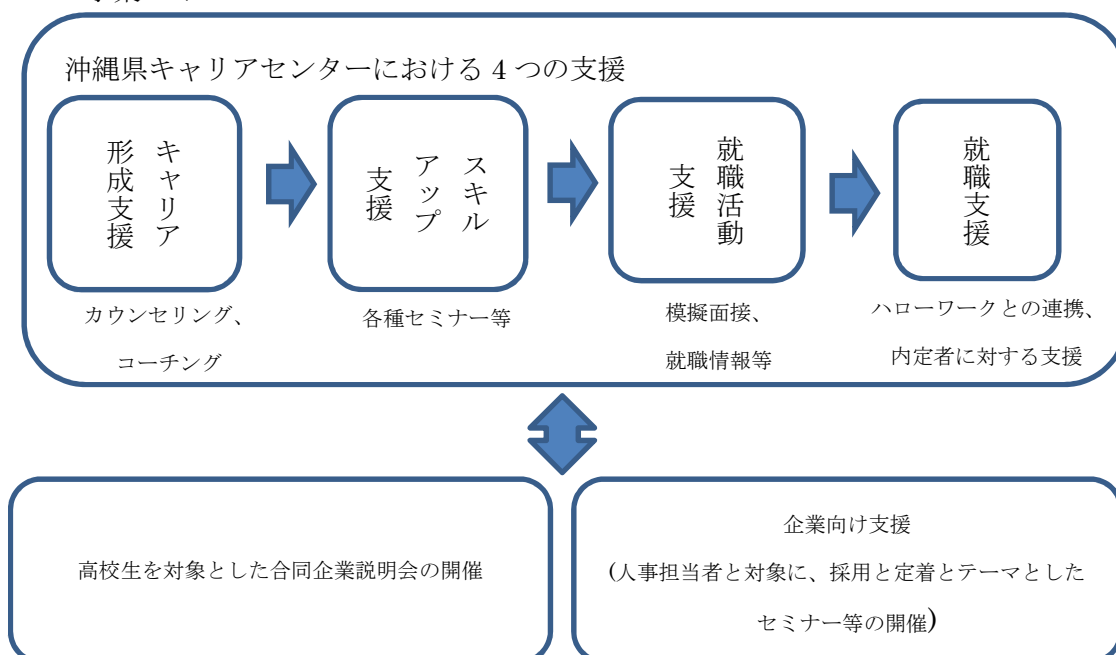 沖縄県キャリアセンターにおける 4 つの支援
キャリア
形成支援
スキル
アップ
支援
就職活動
支援
就職支援
カウンセリング、
コーチング
各種セミナー等
模擬面接、
就職情報等
ハローワークとの連携、
内定者に対する支援
高校生を対象とした合同企業説明会の開催
企業向け支援
(人事担当者と対象に、採用と定着とテーマとした
セミナー等の開催)